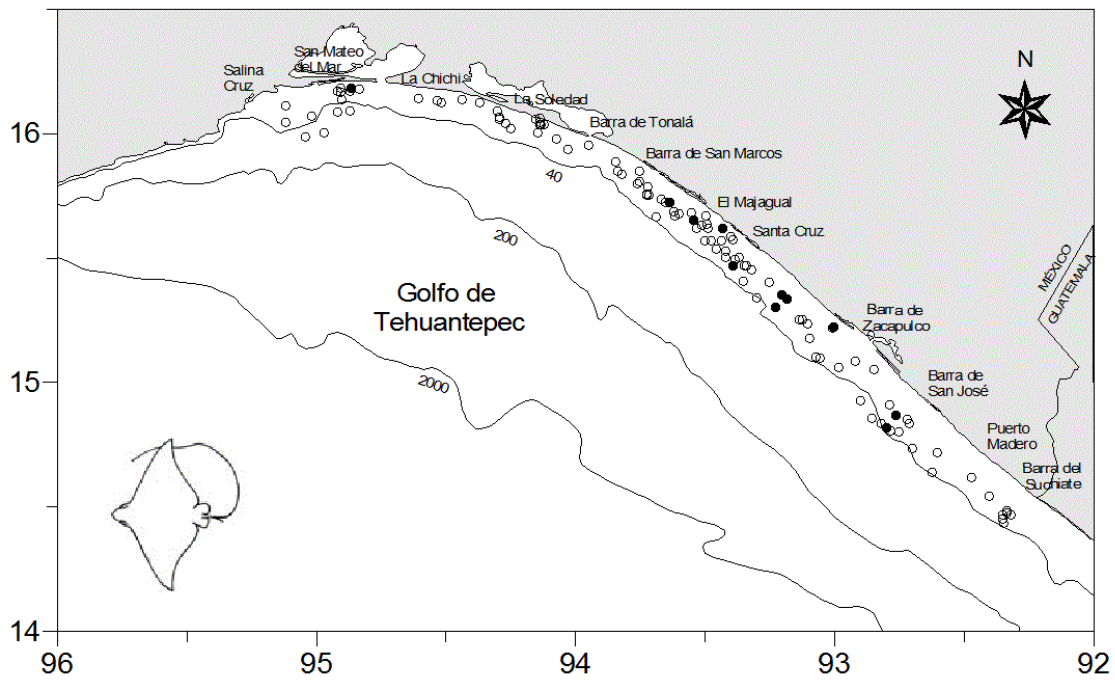 San Mateo
del Mar
Salina
Cruz
La Chichi
La Soledad
Barra de Tonalá
Barra de San Marcos
El Majagual
Santa Cruz
Barra de
Zacapulco
Barra de
San José
Puerto
Madero
Barra del
Suchiate
N
MÉXICO
GUATEMALA
40
200
2000
Golfo de
Tehuantepec
16
15
14
96
95
94
93
92